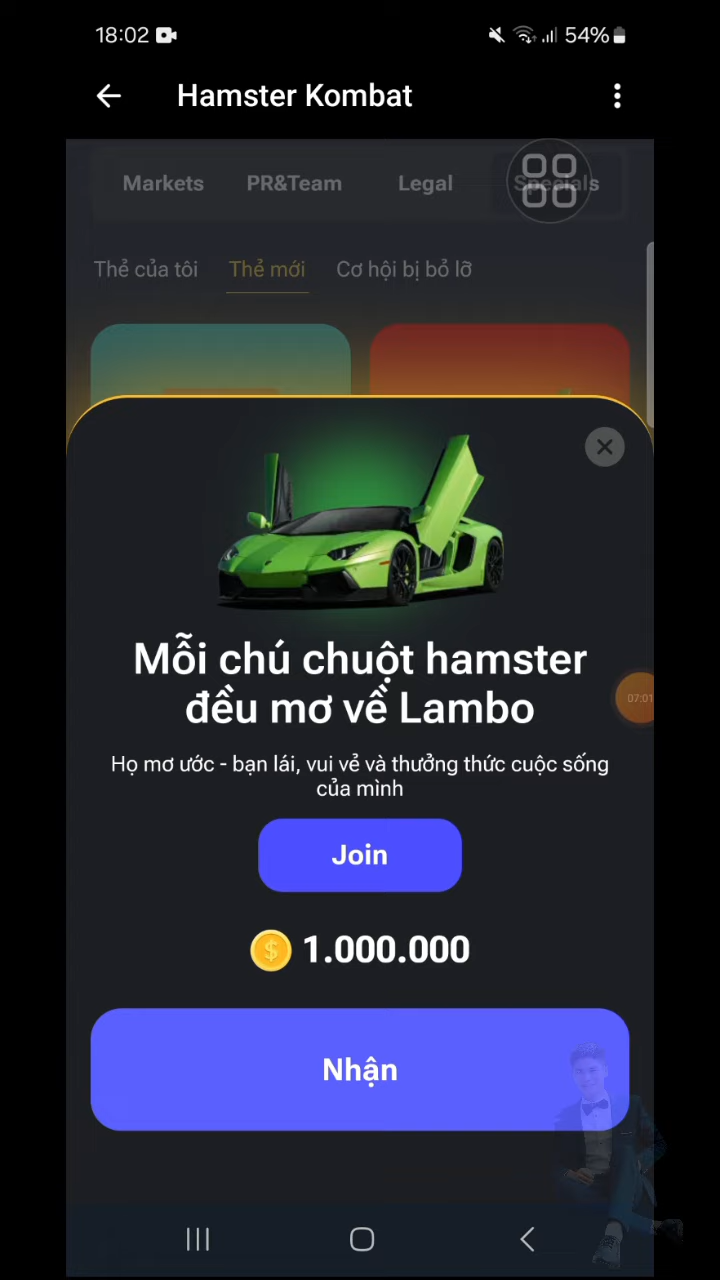 18:02
54%
Hamster Kombat
Markets PR&Team Legal Specials
Thẻ của tôi Thẻ mới Cơ hội bị bỏ lỡ
Mỗi chú chuột hamster
đều mơ về Lambo
07:01
Họ mơ ước - bạn lái, vui vẻ và thưởng thức cuộc sống
của mình
Join
1.000.000
Nhận